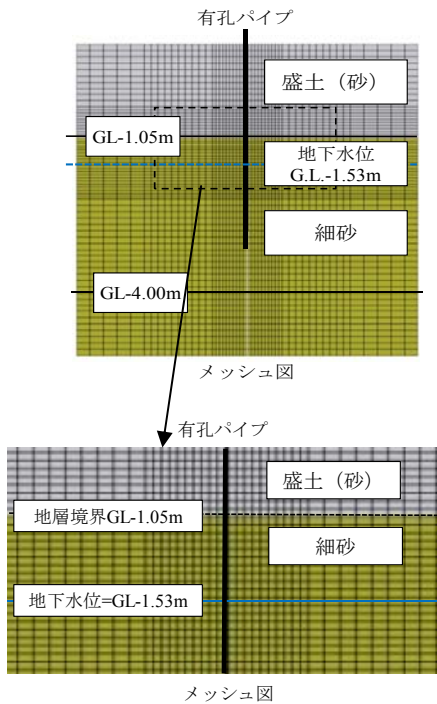 有孔パイプ
盛土（砂）
GL-1.05m
地下水位
G.L.-1.53m
細砂
GL-4.00m
メッシュ図
有孔パイプ
盛土（砂）
地層境界GL-1.05m
細砂
地下水位=GL-1.53m
メッシュ図